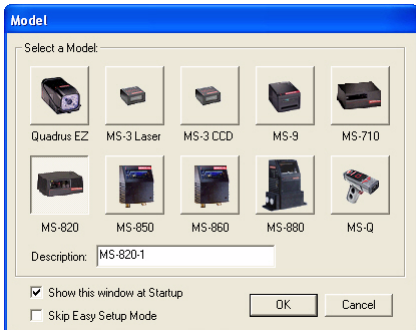 Model
Select a Model:
Quadrus EZ MS-3 Laser MS-3 CCD MS-9 MS-710
MS-820 MS-850 MS-860 MS-880 MS-Q
Description: MS-820-1
Show this window at Startup
Skip Easy Setup Mode
OK Cancel